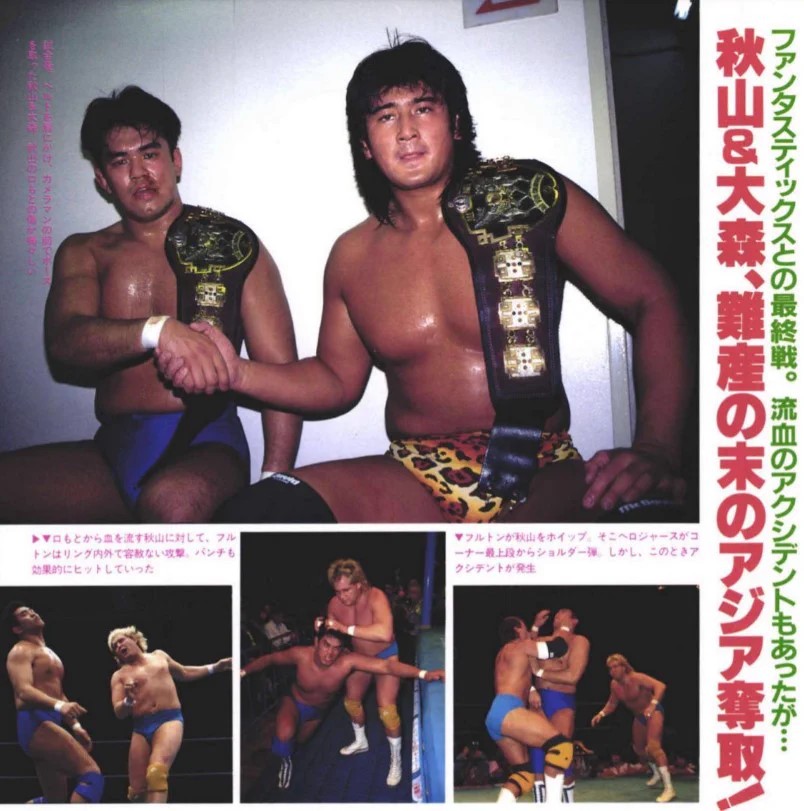 ファンタスティックスとの最終戦。流血のアクシデントもあったが…
秋山&大森、難産の末のアジア奪取!
▶▼口もとから血を流す秋山に対して、フル
トンはリング内外で容赦ない攻撃。パンチも
効果的にヒットしていった
▼フルトンが秋山をホイップ。そこへロジャースがコ
ーナー最上段からショルダー弾。しかし、このときア
クシデントが発生